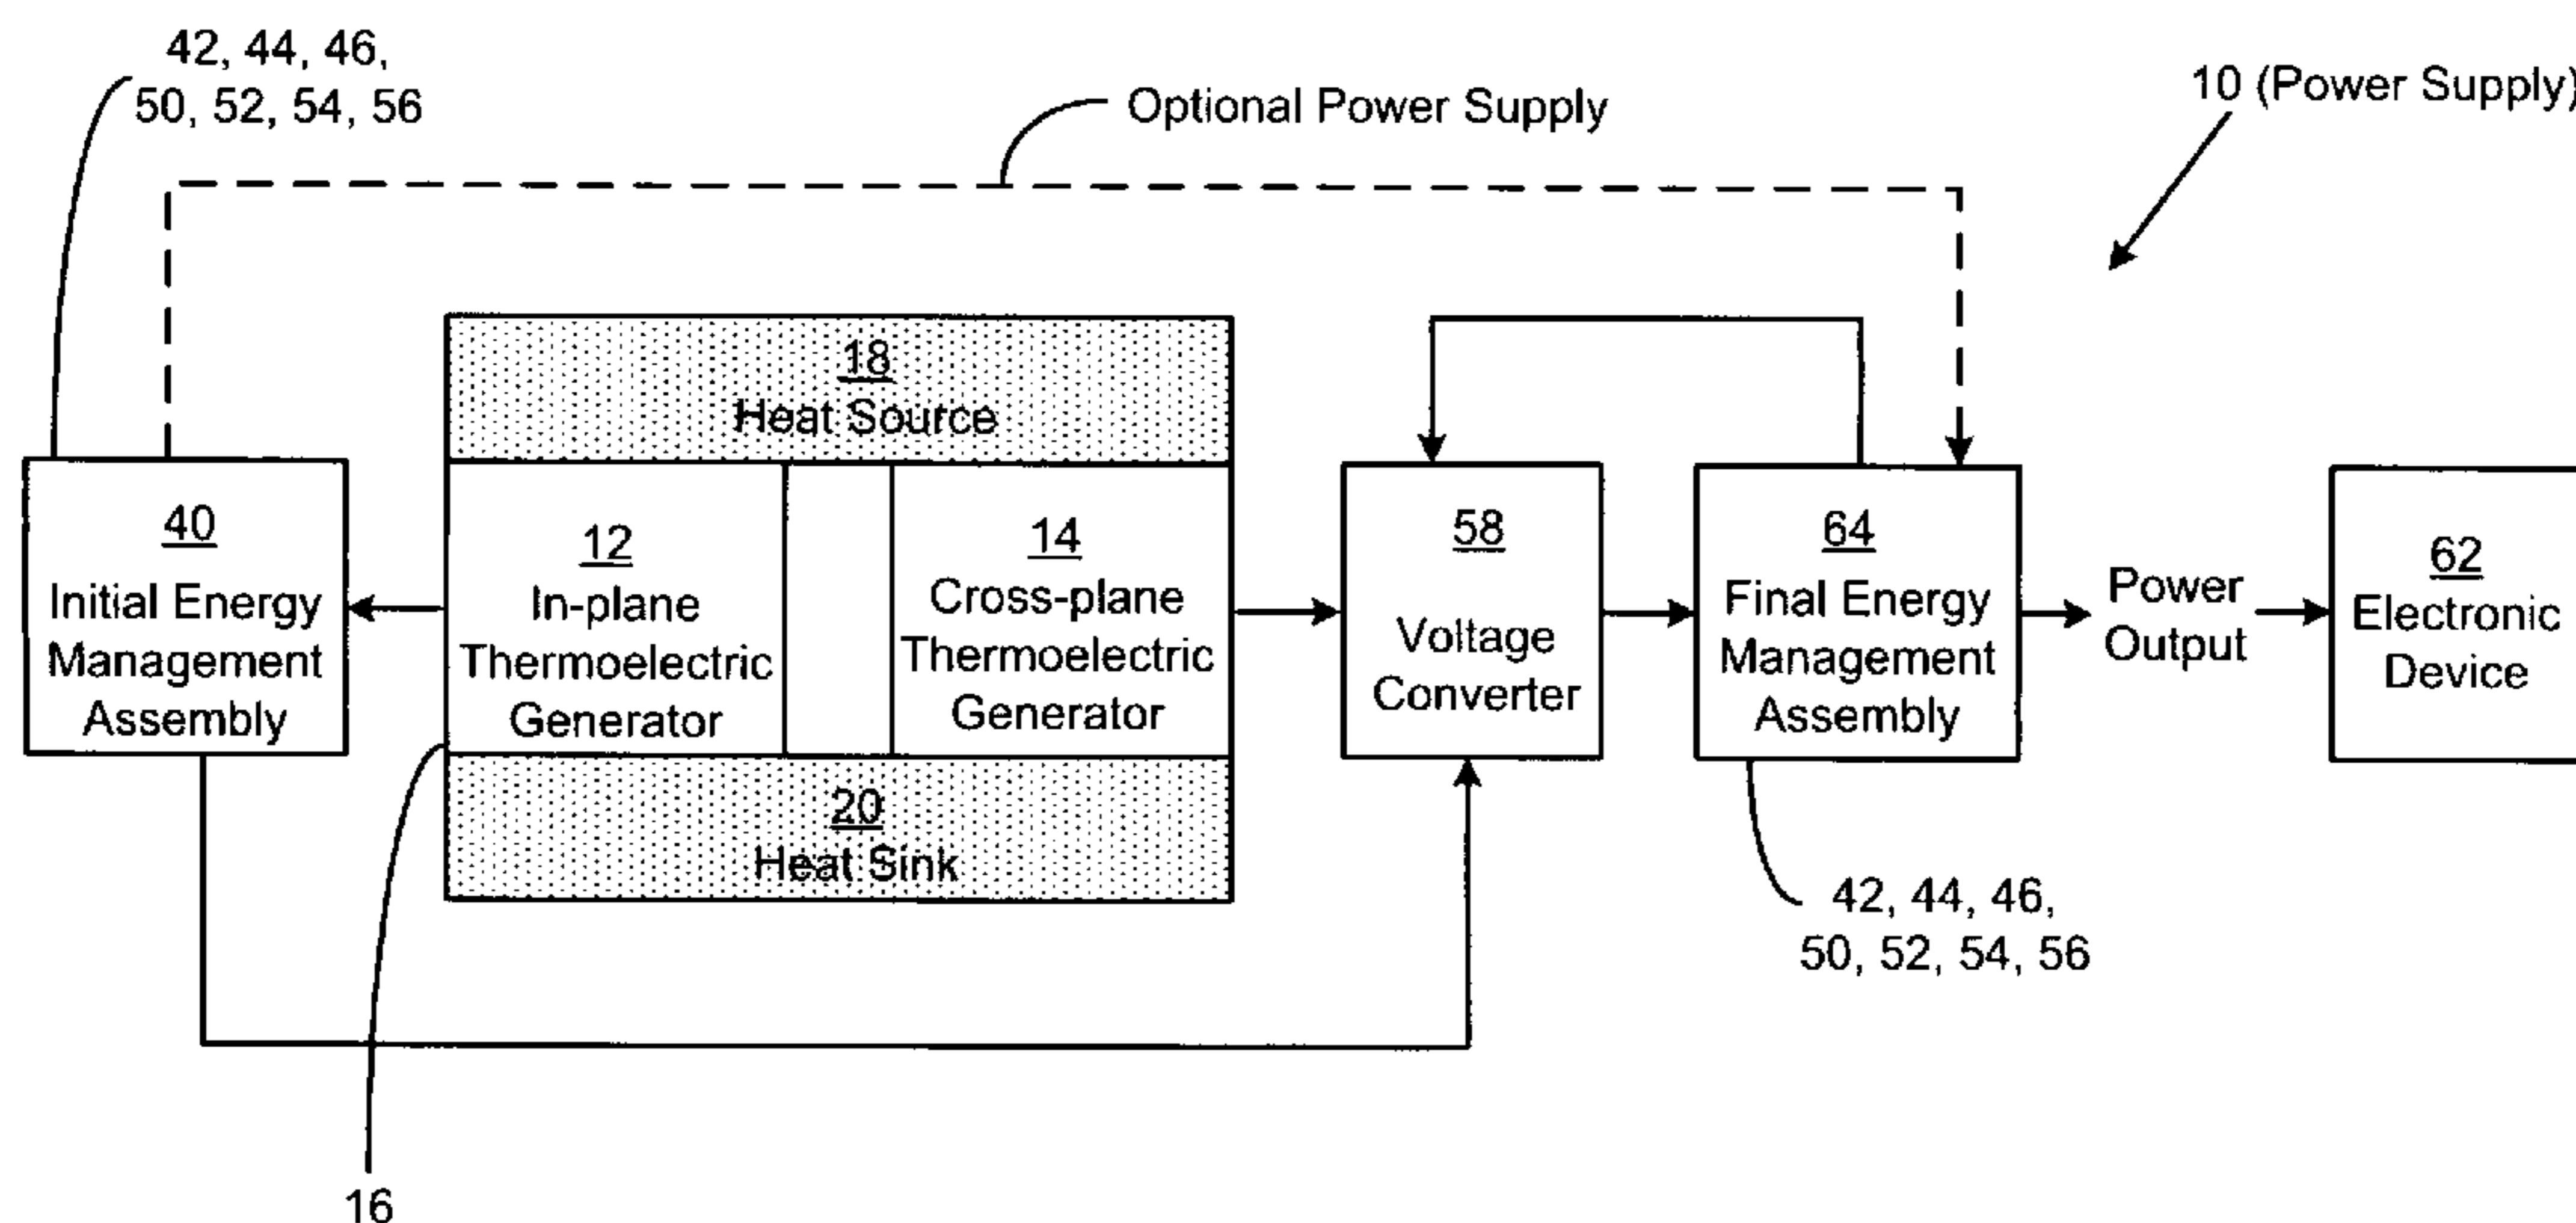 42, 44, 46,
50, 52, 54, 56
Optional Power Supply
10 (Power Supply)
18
Heat Source
40
Initial Energy
Management
Assembly
12
In-plane
Thermoelectric
Generator
14
Cross-plane
Thermoelectric
Generator
58
Voltage
Converter
64
Final Energy
Management
Assembly
Power
Output
62
Electronic
Device
20
Heat Sink
42, 44, 46,
50, 52, 54, 56
16